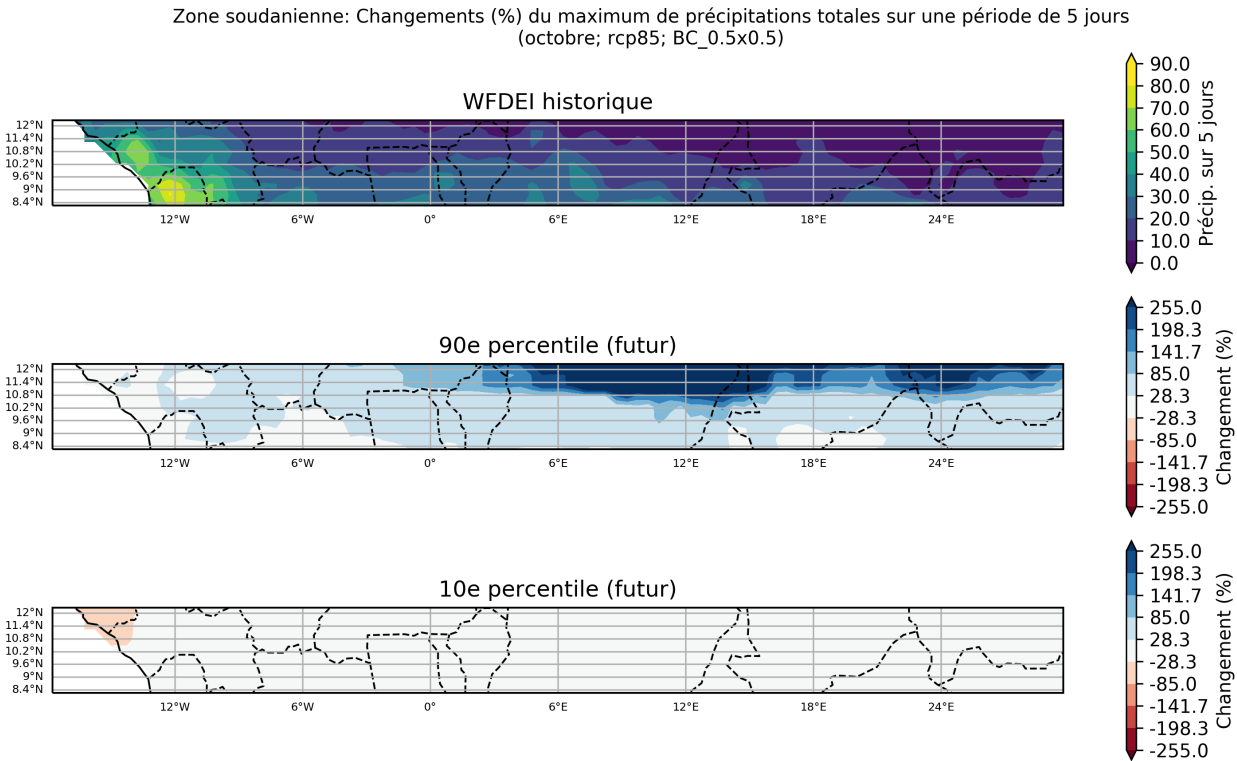 Zone soudanienne: Changements (%) du maximum de précipitations totales sur une période de 5 jours
(octobre; rcp85; BC_0.5x0.5)
WFDEI historique
12°N
11.4°N
10.8°N
10.2°N
9.6°N
9°N
8.4°N
12°W 6°W 0° 6°E 12°E 18°E 24°E
90.0
80.0
70.0
60.0
50.0
40.0
30.0
20.0
10.0
0.0
Précip. sur 5 jours
90e percentile (futur)
12°N
11.4°N
10.8°N
10.2°N
9.6°N
9°N
8.4°N
12°W 6°W 0° 6°E 12°E 18°E 24°E
255.0
198.3
141.7
85.0
28.3
-28.3
-85.0
-141.7
-198.3
-255.0
Changement (%)
10e percentile (futur)
12°N
11.4°N
10.8°N
10.2°N
9.6°N
9°N
8.4°N
12°W 6°W 0° 6°E 12°E 18°E 24°E
255.0
198.3
141.7
85.0
28.3
-28.3
-85.0
-141.7
-198.3
-255.0
Changement (%)